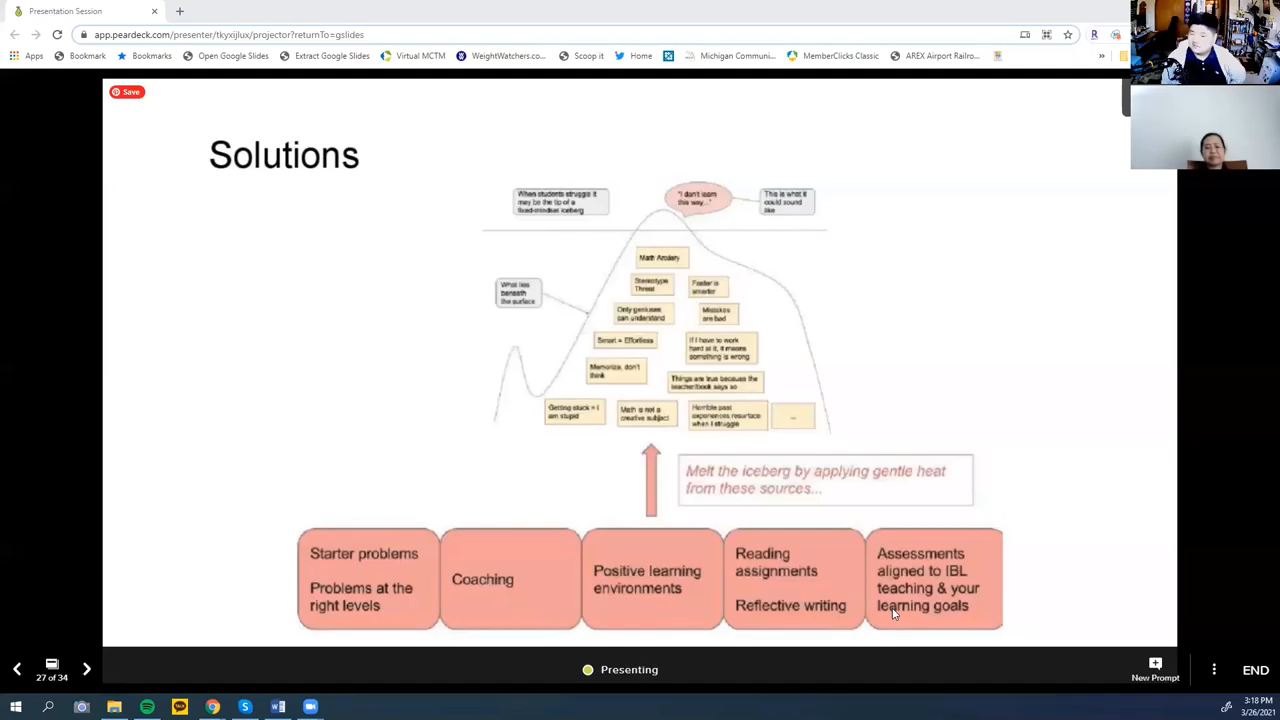 Presentation Session
app.peardeck.com/presenter/tkyxijlux/projector?returnTo=gslides
Apps
Bookmark
Bookmarks
Open Google Slides
Extract Google Slides
Virtual MCTM
WeightWatchers.co...
Scoop it
Home
Michigan Communi...
MemberClicks Classic
AREX Airport Railro...
Save
Solutions
When students struggle it
may be the tip of a
fixed-mindset iceberg
"I don't learn
this way..."
This is what it
could sound
like
What lies
beneath
the surface
Math Anxiety
Stereotype
Threat
Faster is
smarter
Only geniuses
can understand
Mistakes
are bad
Smart = Effortless
If I have to work
hard at it, it means
something is wrong
Memorize, don't
think
Things are true because the
teacher/book says so
Getting stuck = I
am stupid
Math is not a
creative subject
Horrible past
experiences resurface
when I struggle
...
Melt the iceberg by applying gentle heat
from these sources...
Starter problems
Problems at the
right levels
Coaching
Positive learning
environments
Reading
assignments
Reflective writing
Assessments
aligned to IBL
teaching & your
learning goals
27 of 34
Presenting
New Prompt
END
3:18 PM
3/26/2021